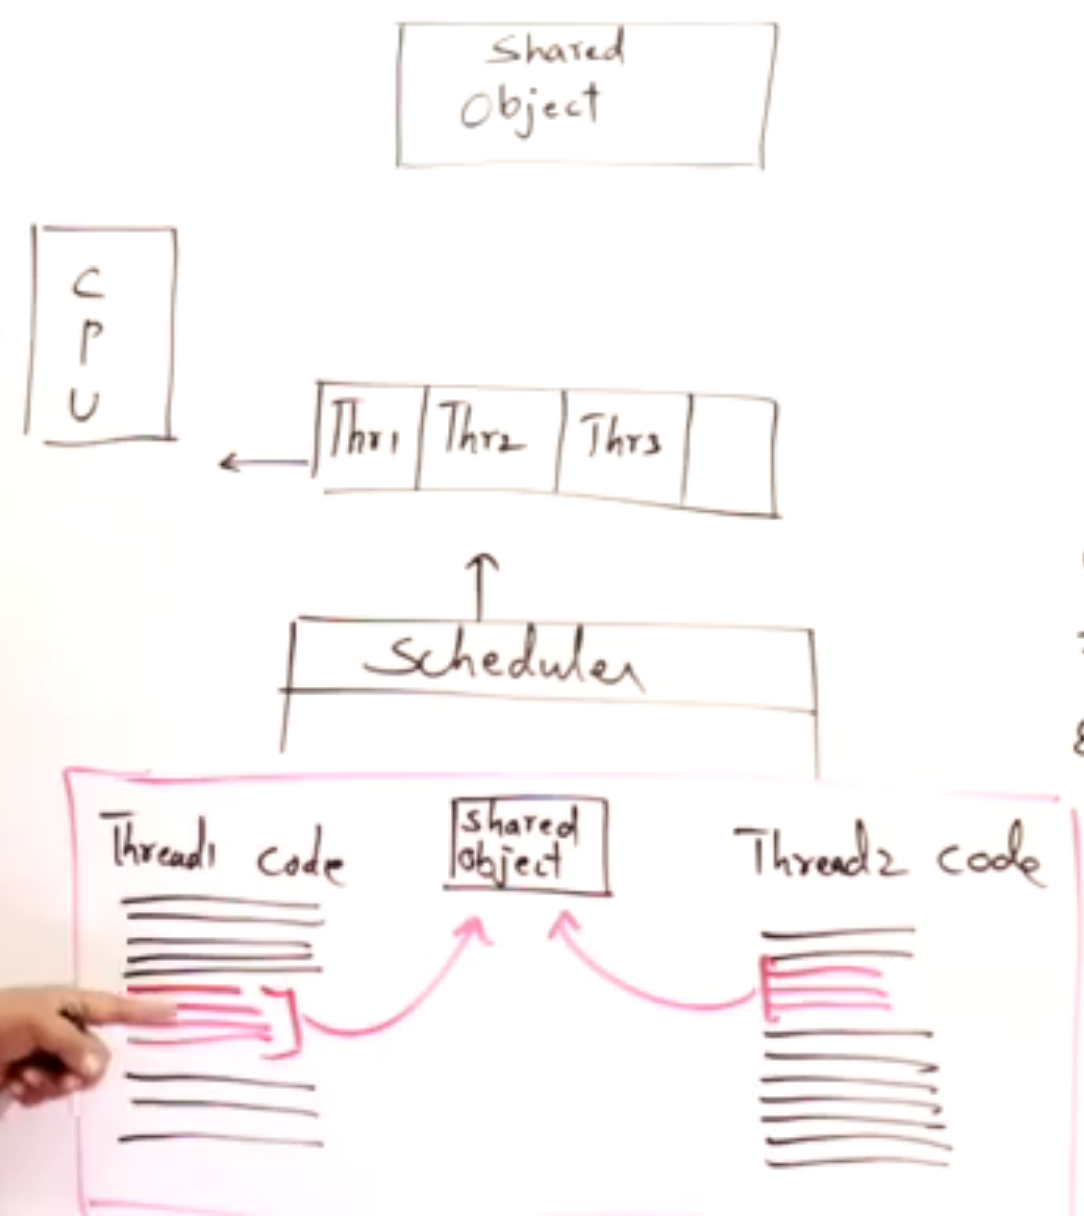 Shared
Object
C
P
U
Thr1 Thr2 Thr3
Scheduler
Thread1 Code
Shared
Object
Thread2 Code